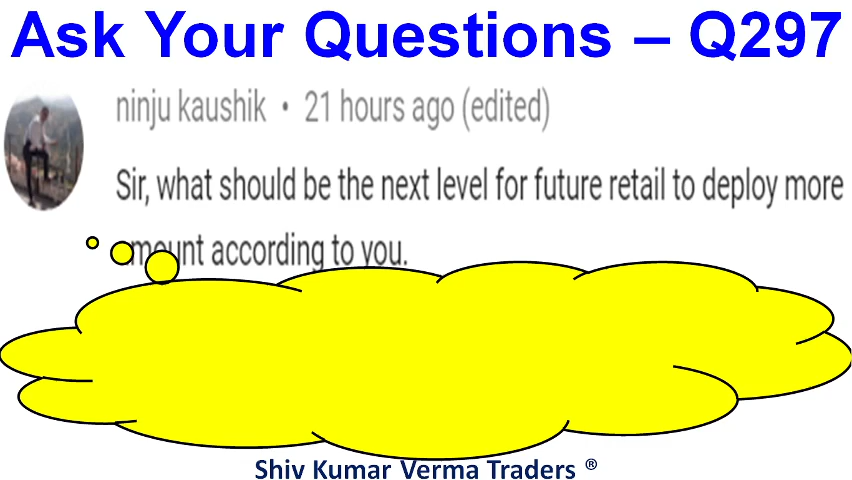 Ask Your Questions – Q297
ninju kaushik • 21 hours ago (edited)
Sir, what should be the next level for future retail to deploy more
amount according to you.
Shiv Kumar Verma Traders ®